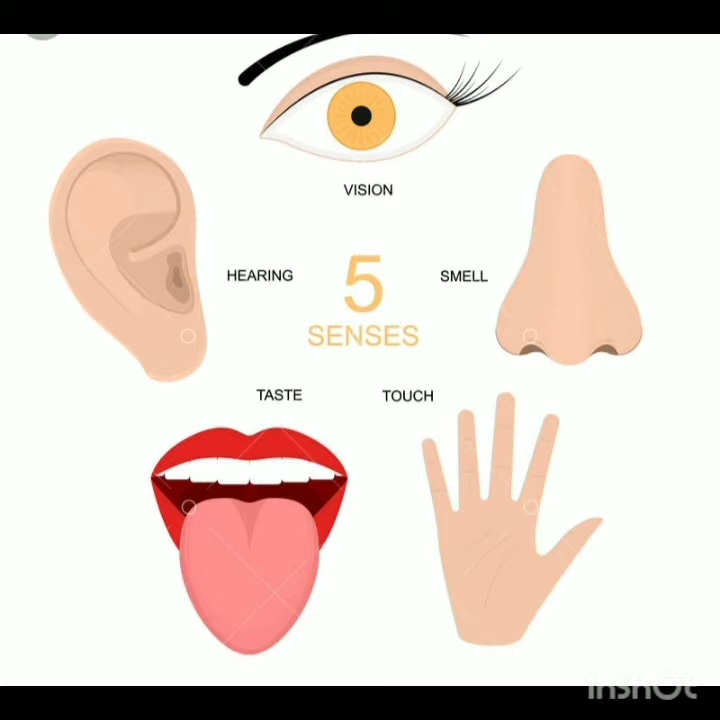 VISION
HEARING
5
SMELL
SENSES
TASTE
TOUCH
InShOt